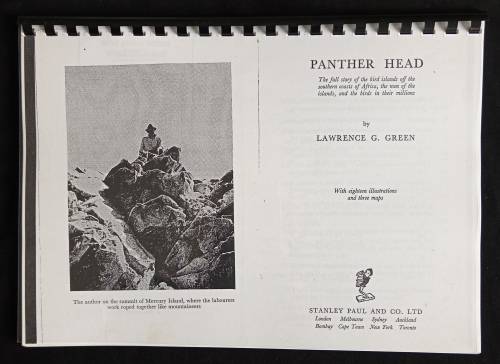 The author on the summit of Mercury Island, where the labourers
work roped together like mountaineers
PANTHER HEAD
The full story of the bird islands off the
southern coasts of Africa, the men of the
islands, and the birds in their millions
by
LAWRENCE G. GREEN
With eighteen illustrations
and three maps
STANLEY PAUL AND CO. LTD
London Melbourne Sydney Auckland
Bombay Cape Town New York Toronto